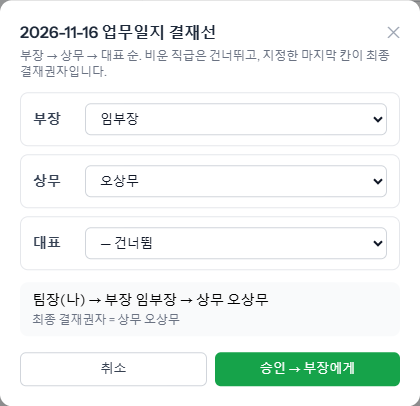 2026-11-16 업무일지 결재선
부장 → 상무 → 대표 순. 비운 직급은 건너뛰고, 지정한 마지막 칸이 최종
결재권자입니다.
부장 임부장
상무 오상무
대표 — 건너뜀
팀장(나) → 부장 임부장 → 상무 오상무
최종 결재권자 = 상무 오상무
취소 승인 → 부장에게